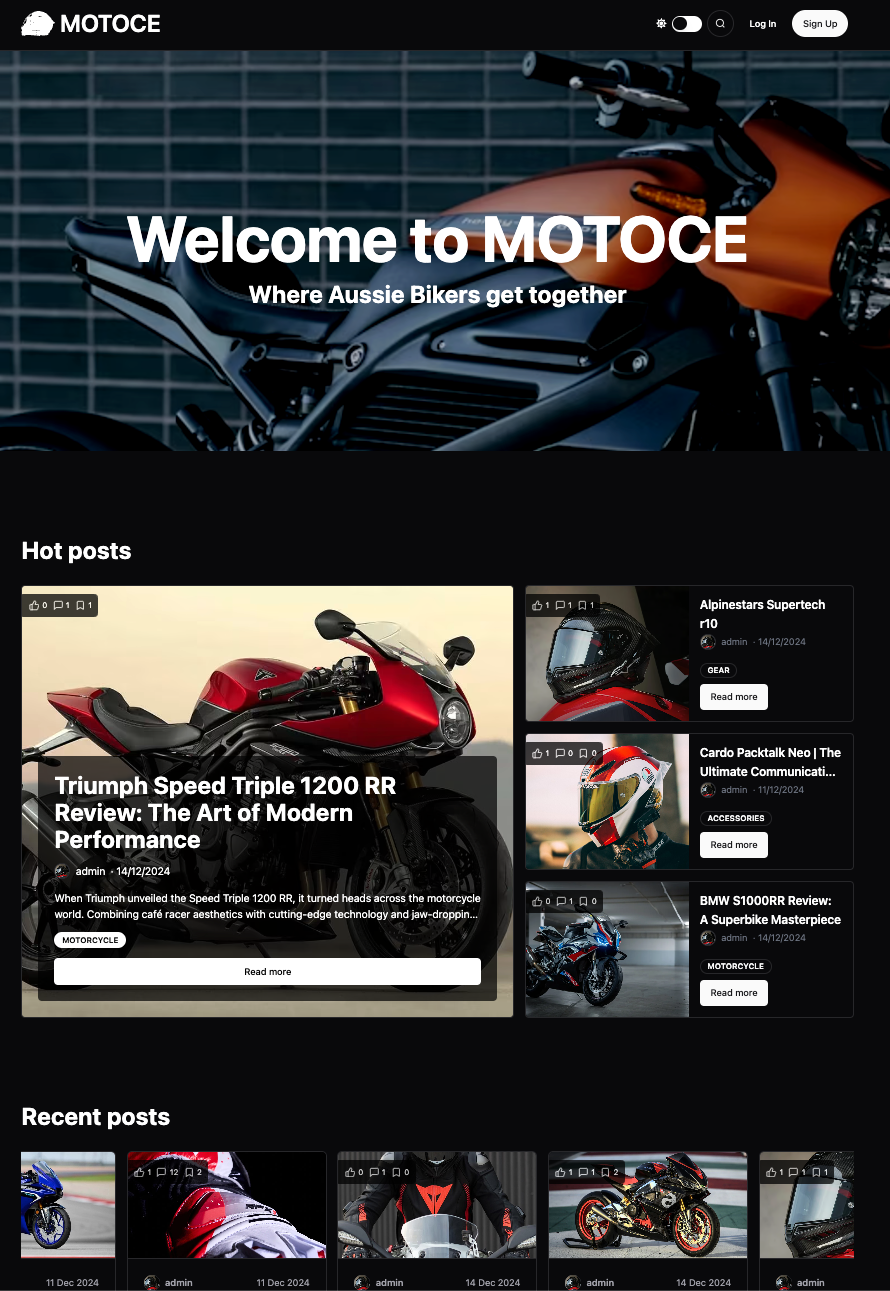 MOTOCE
Log In
Sign Up
Welcome to MOTOCE
Where Aussie Bikers get together
Hot posts
0 1 1
Triumph Speed Triple 1200 RR
Review: The Art of Modern
Performance
admin · 14/12/2024
When Triumph unveiled the Speed Triple 1200 RR, it turned heads across the motorcycle
world. Combining café racer aesthetics with cutting-edge technology and jaw-droppin...
MOTORCYCLE
Read more
1 1 1
Alpinestars Supertech
r10
admin · 14/12/2024
GEAR
Read more
1 0 0
Cardo Packtalk Neo | The
Ultimate Communicati...
admin · 11/12/2024
ACCESSORIES
Read more
0 1 0
BMW S1000RR Review:
A Superbike Masterpiece
admin · 14/12/2024
MOTORCYCLE
Read more
Recent posts
11 Dec 2024
1 12 2
admin 11 Dec 2024
0 1 0
admin 14 Dec 2024
1 1 2
admin 14 Dec 2024
1 1 1
admin